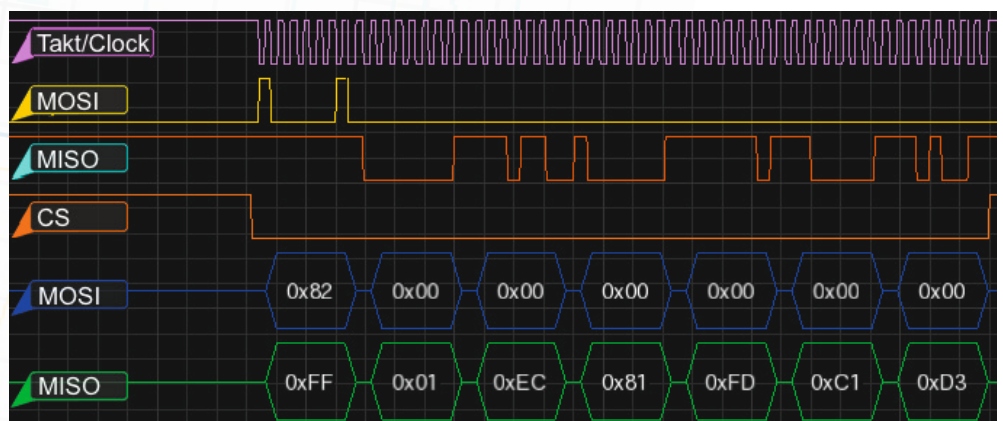 Takt/Clock
MOSI
MISO
CS
MOSI 0x82 0x00 0x00 0x00 0x00 0x00 0x00
MISO 0xFF 0x01 0xEC 0x81 0xFD 0xC1 0xD3